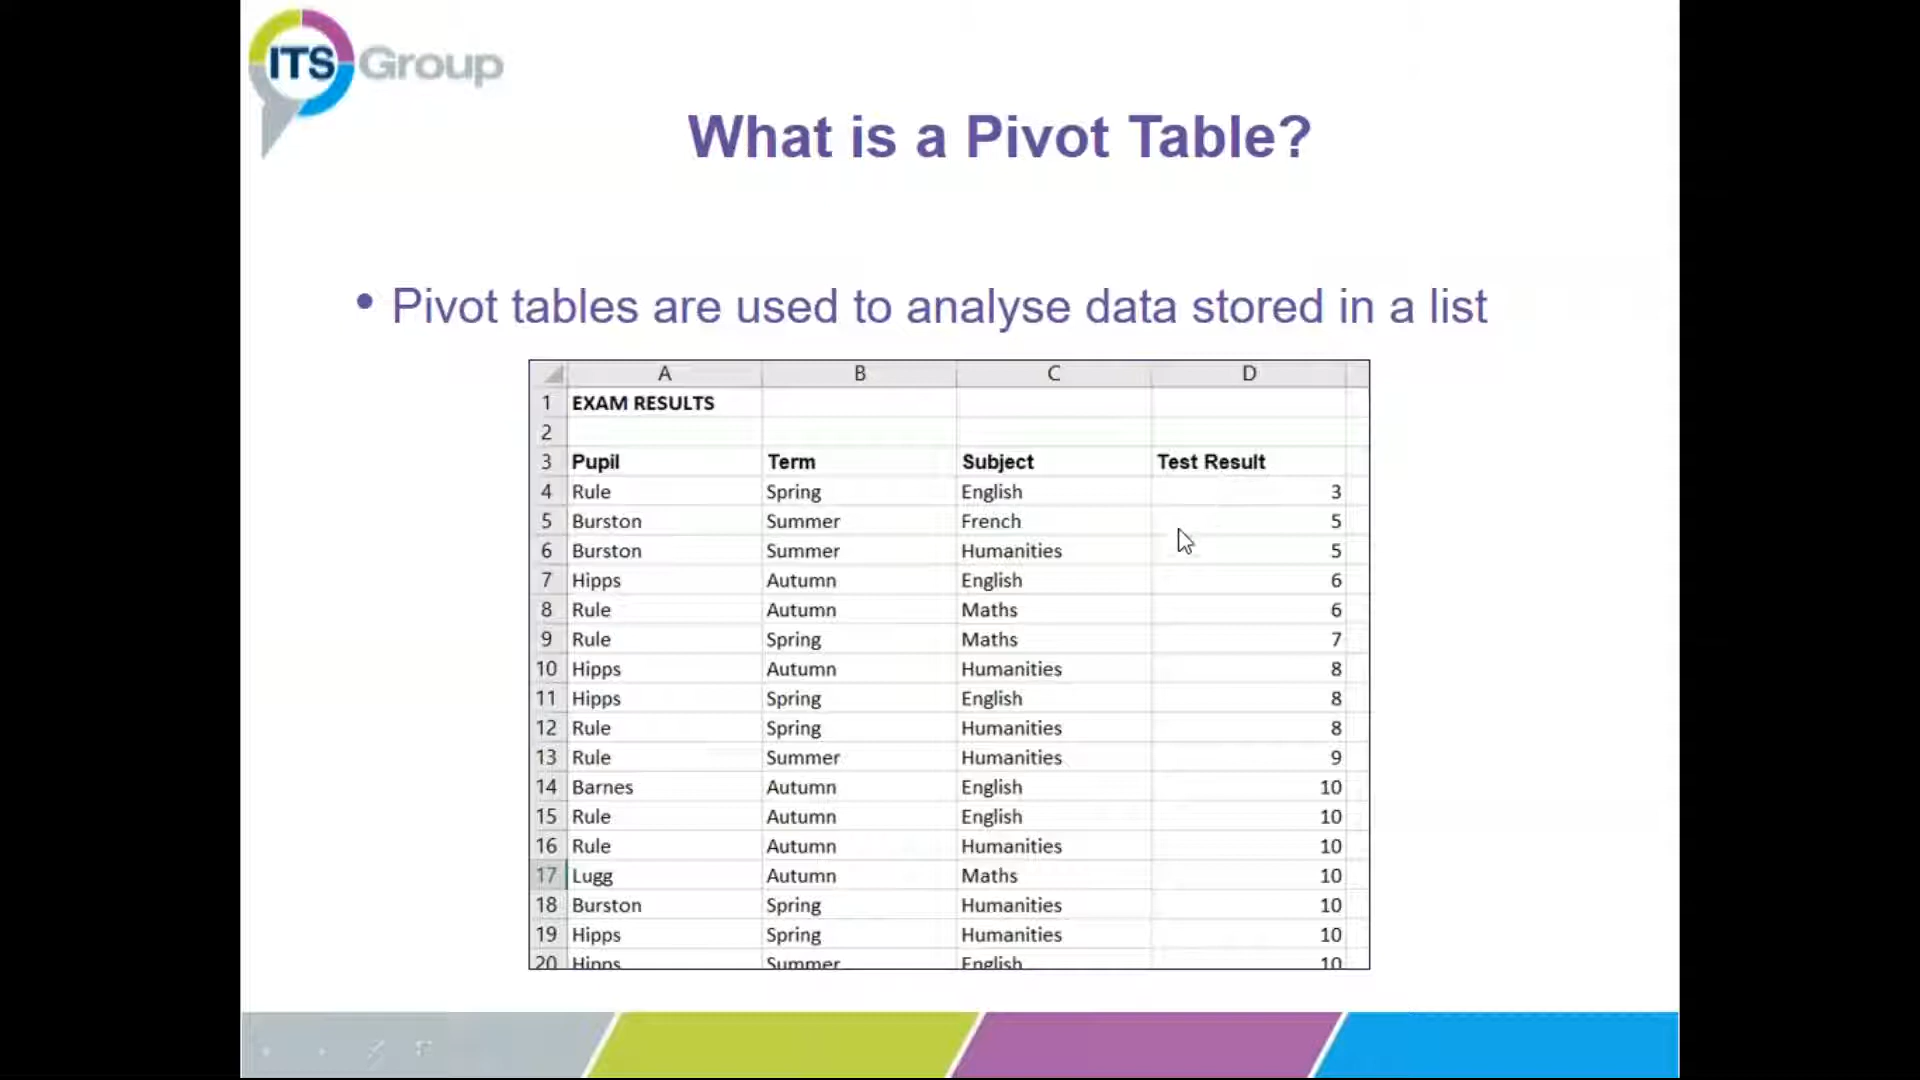 ITS Group
What is a Pivot Table?
• Pivot tables are used to analyse data stored in a list
A B C D
1 EXAM RESULTS
2
3 Pupil Term Subject Test Result
4 Rule Spring English 3
5 Burston Summer French 5
6 Burston Summer Humanities 5
7 Hipps Autumn English 6
8 Rule Autumn Maths 6
9 Rule Spring Maths 7
10 Hipps Autumn Humanities 8
11 Hipps Spring English 8
12 Rule Spring Humanities 8
13 Rule Summer Humanities 9
14 Barnes Autumn English 10
15 Rule Autumn English 10
16 Rule Autumn Humanities 10
17 Lugg Autumn Maths 10
18 Burston Spring Humanities 10
19 Hipps Spring Humanities 10
20 Hipps Summer English 10